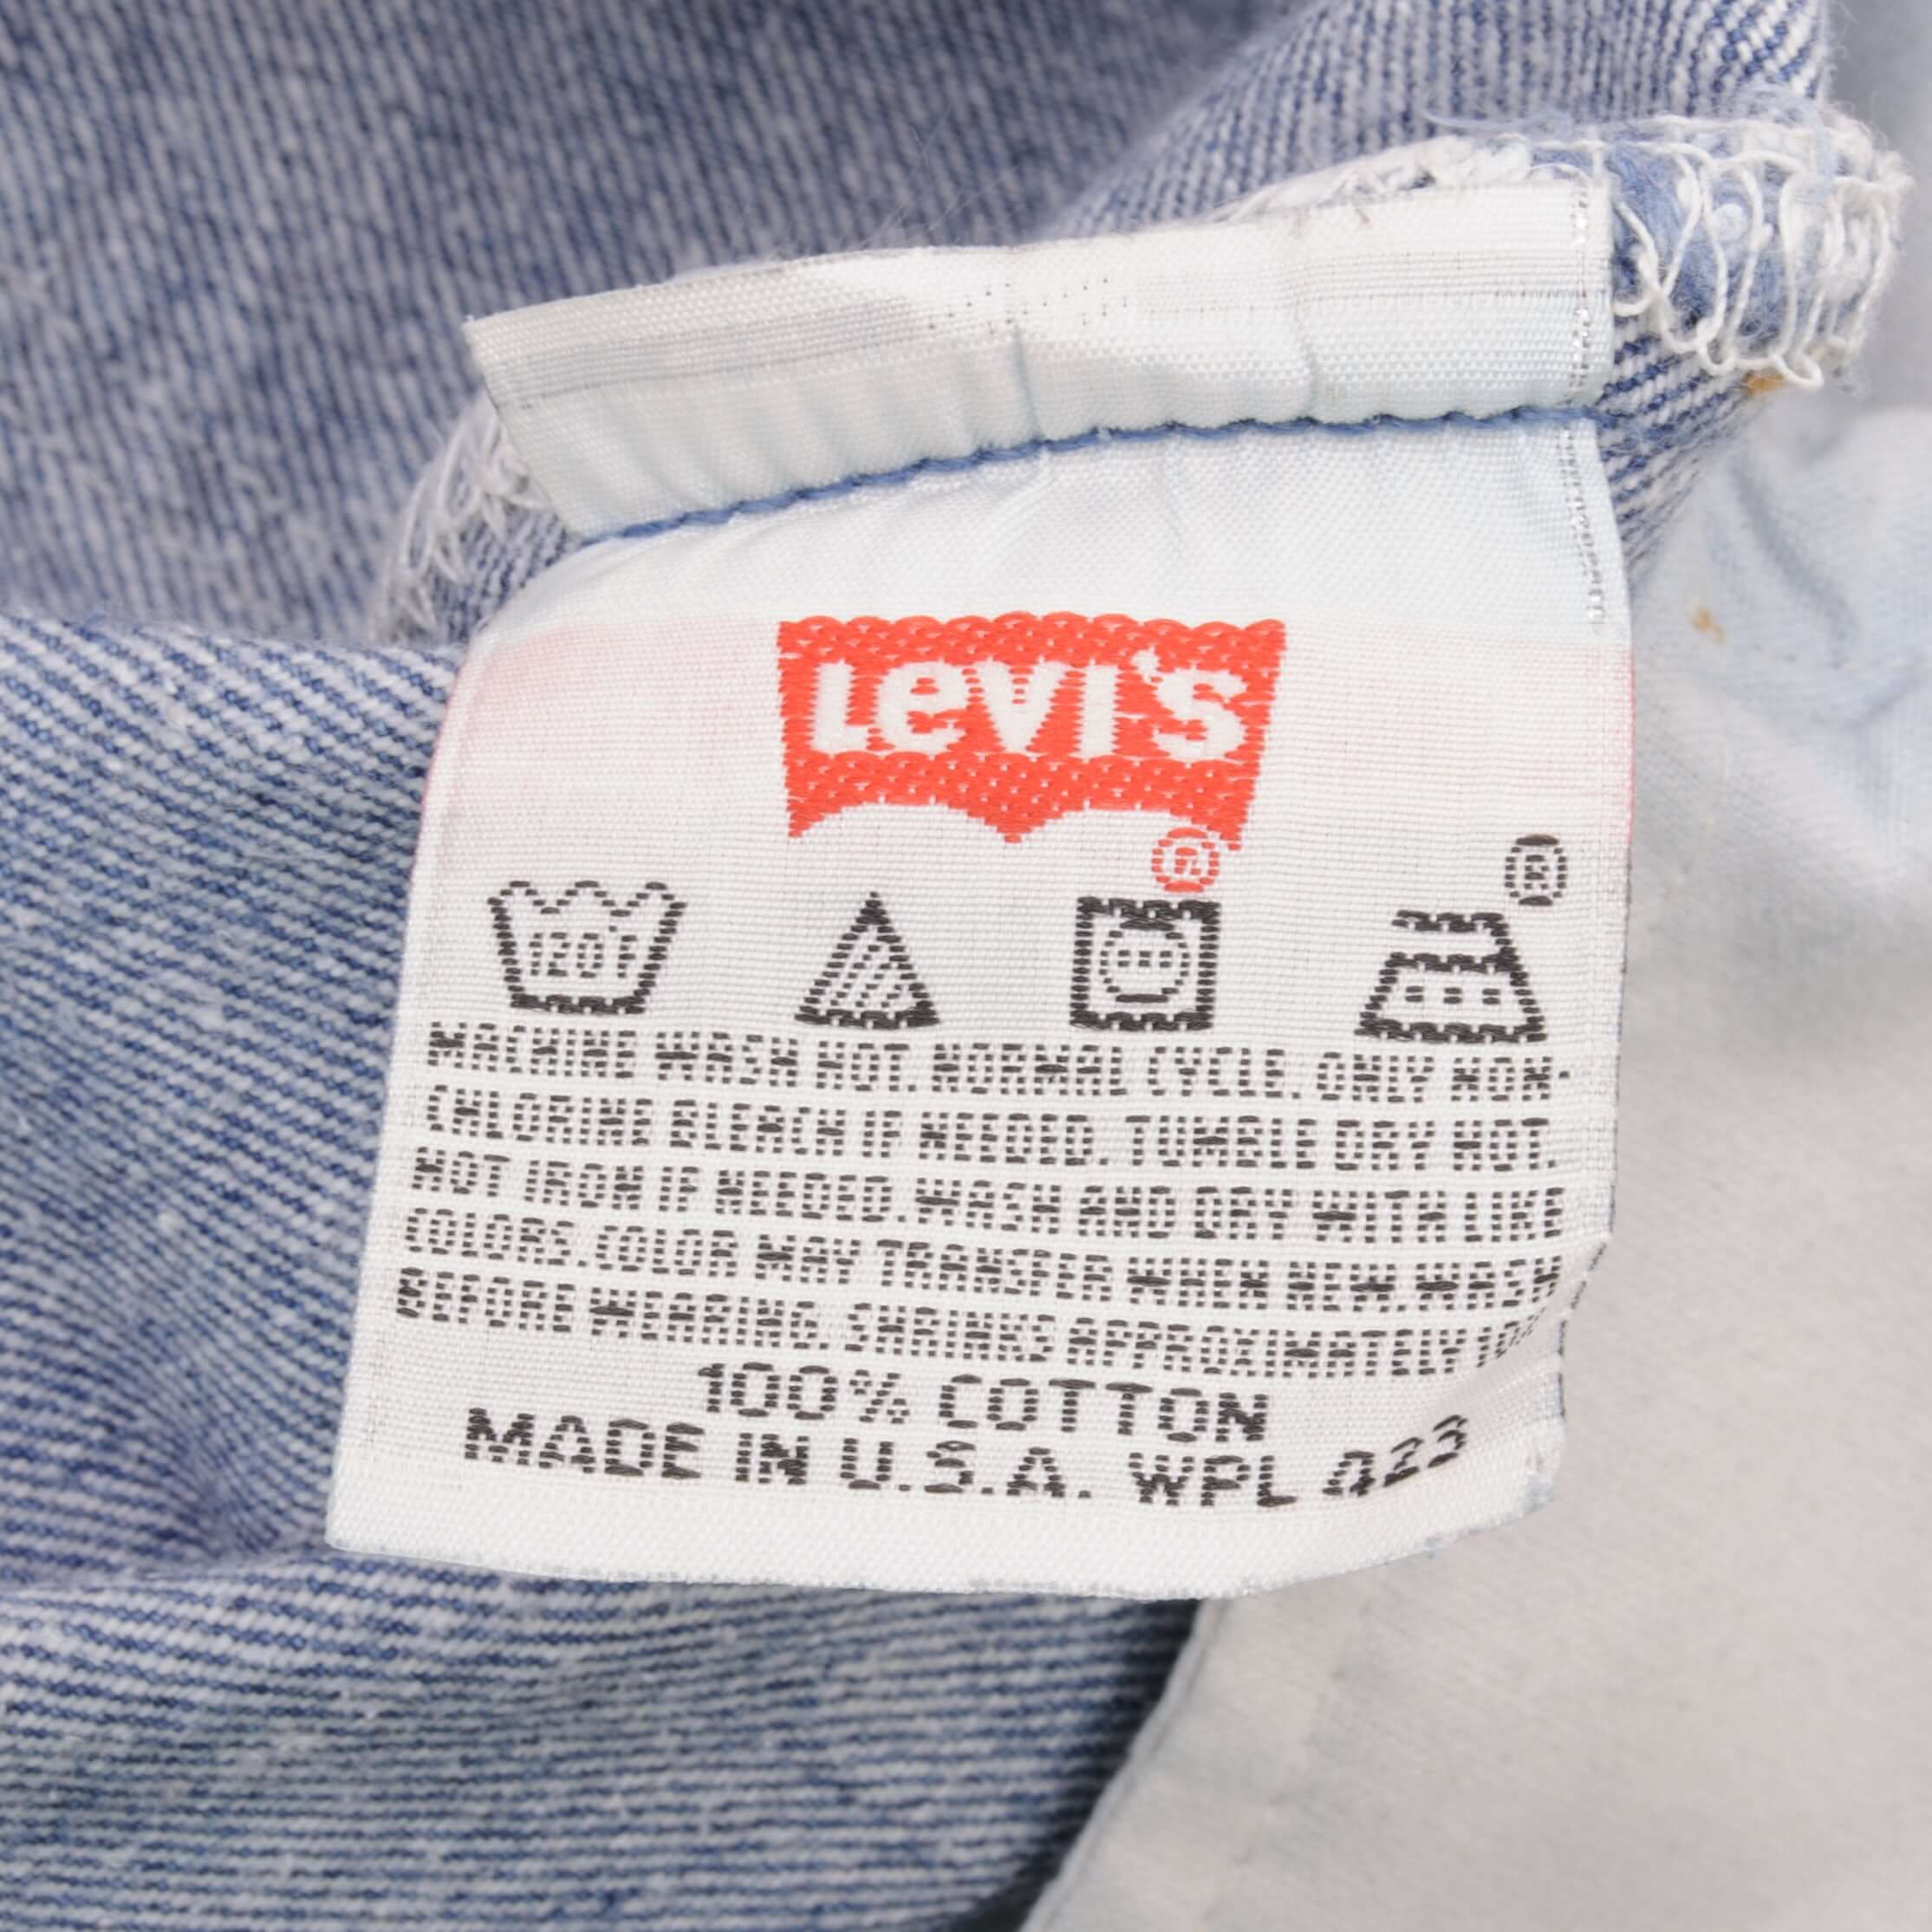 Levi's
®
®
120°F
MACHINE WASH HOT. NORMAL CYCLE. ONLY NON-
CHLORINE BLEACH IF NEEDED. TUMBLE DRY HOT.
HOT IRON IF NEEDED. WASH AND DRY WITH LIKE
COLORS. COLOR MAY TRANSFER WHEN NEW. WASH
BEFORE WEARING. SHRINKS APPROXIMATELY
100% COTTON
MADE IN U.S.A. WPL 423